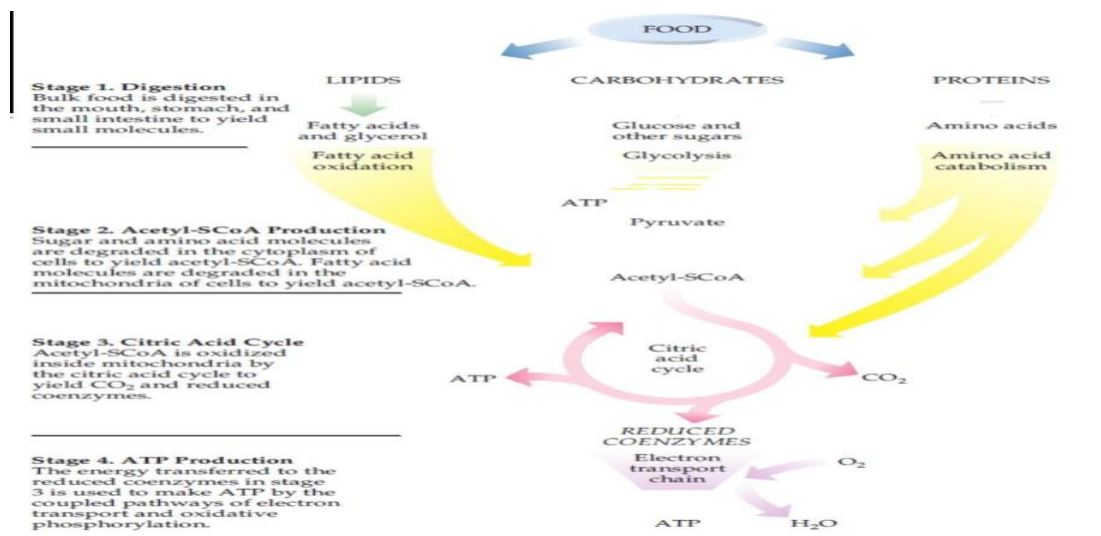 FOOD
LIPIDS
CARBOHYDRATES
PROTEINS
Stage 1. Digestion
Bulk food is digested in
the mouth, stomach, and
small intestine to yield
small molecules.
Fatty acids
and glycerol
Glucose and
other sugars
Amino acids
Fatty acid
oxidation
Glycolysis
Amino acid
catabolism
ATP
Pyruvate
Stage 2. Acetyl-SCoA Production
Sugar and amino acid molecules
are degraded in the cytoplasm of
cells to yield acetyl-SCoA. Fatty acid
molecules are degraded in the
mitochondria of cells to yield acetyl-SCoA.
Acetyl-SCoA
Stage 3. Citric Acid Cycle
Acetyl-SCoA is oxidized
inside mitochondria by
the citric acid cycle to
yield CO₂ and reduced
coenzymes.
Citric
acid
cycle
ATP
CO₂
REDUCED
COENZYMES
Stage 4. ATP Production
The energy transferred to the
reduced coenzymes in stage
3 is used to make ATP by the
coupled pathways of electron
transport and oxidative
phosphorylation.
Electron
transport
chain
O₂
ATP
H₂O